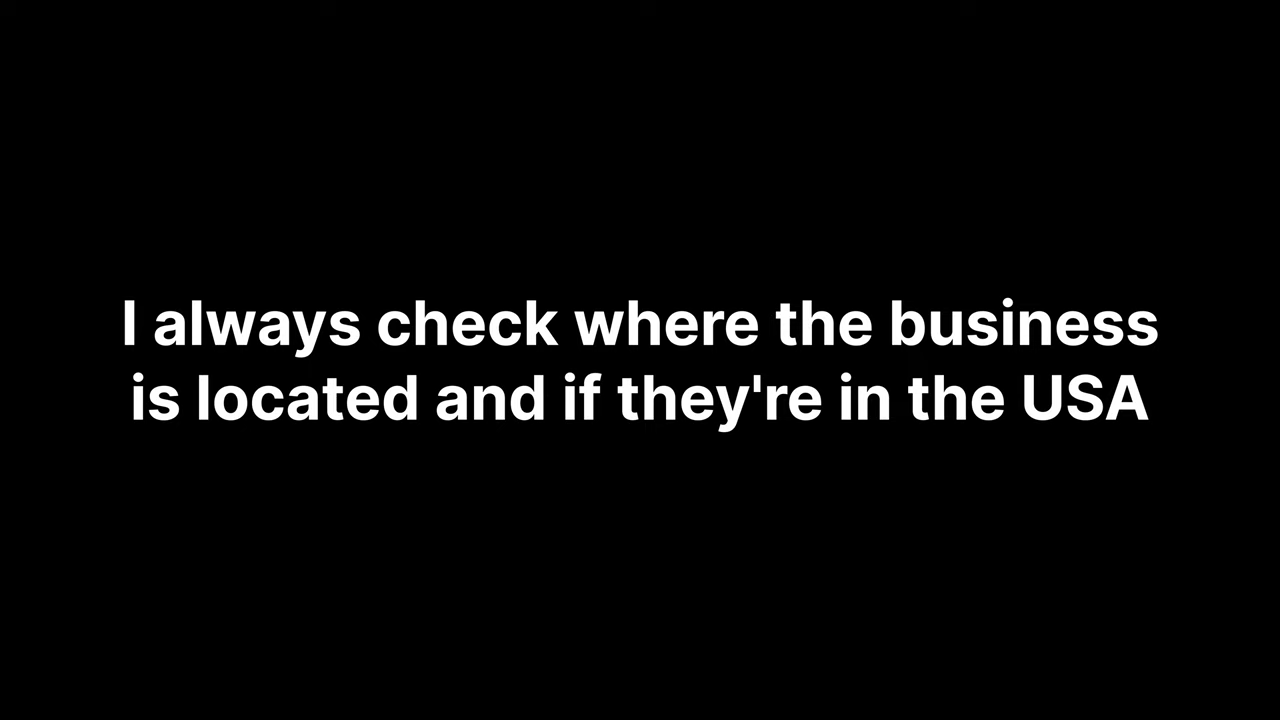 I always check where the business
is located and if they're in the USA